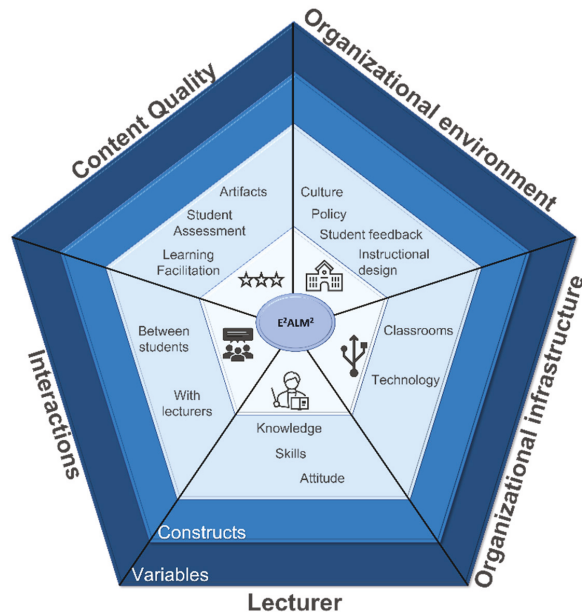 Content Quality
Organizational environment
Artifacts
Student
Assessment
Learning
Facilitation
Culture
Policy
Student feedback
Instructional
design
E²ALM²
Between
students
With
lecturers
Classrooms
Technology
Knowledge
Skills
Attitude
Interactions
Organizational infrastructure
Constructs
Variables
Lecturer